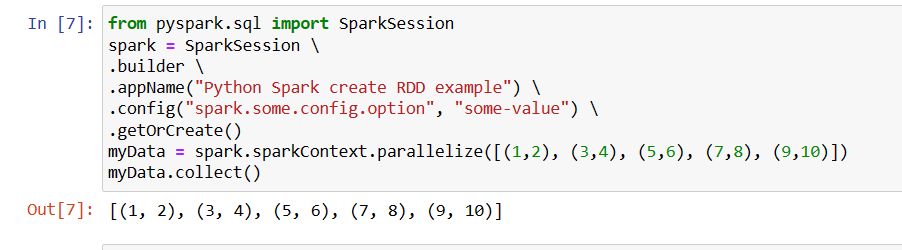 In [7]: from pyspark.sql import SparkSession
spark = SparkSession \
.builder \
.appName("Python Spark create RDD example") \
.config("spark.some.config.option", "some-value") \
.getOrCreate()
myData = spark.sparkContext.parallelize([(1,2), (3,4), (5,6), (7,8), (9,10)])
myData.collect()
Out[7]: [(1, 2), (3, 4), (5, 6), (7, 8), (9, 10)]